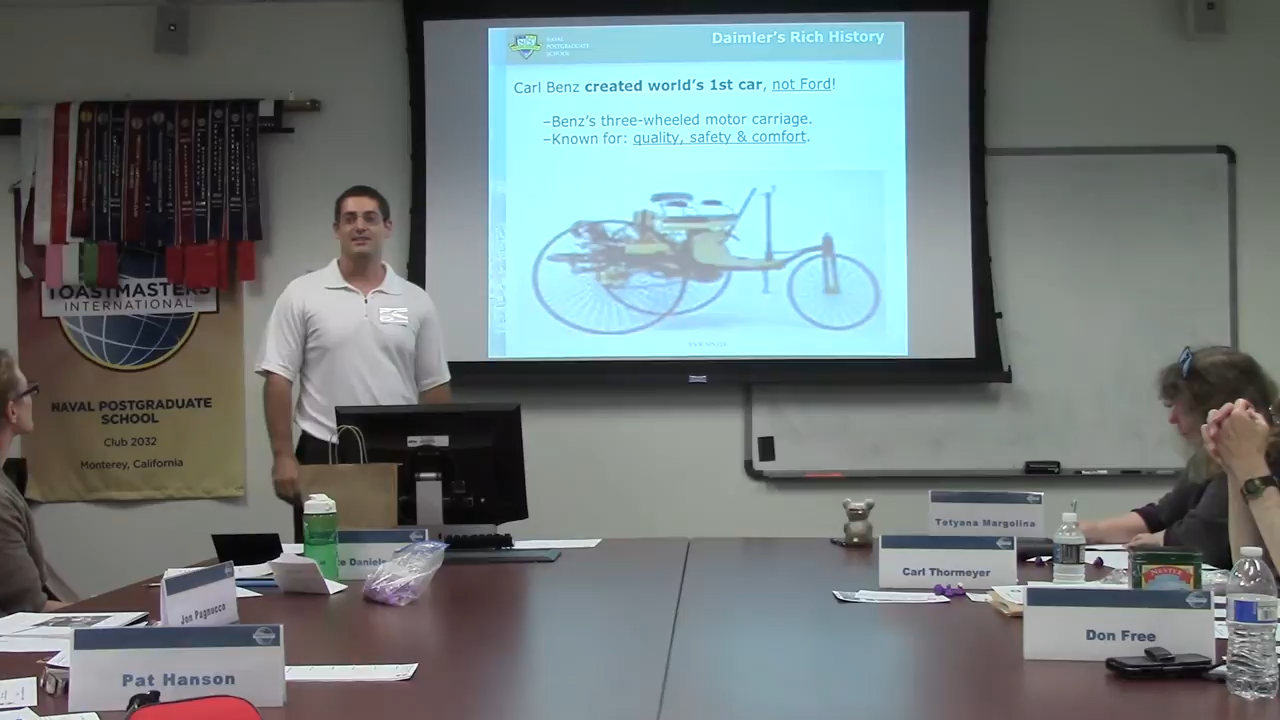 NAVAL
POSTGRADUATE
SCHOOL
Daimler's Rich History
Carl Benz created world's 1st car, not Ford!
–Benz's three-wheeled motor carriage.
–Known for: quality, safety & comfort.
TOASTMASTERS
INTERNATIONAL
NAVAL POSTGRADUATE
SCHOOL
Club 2032
Monterey, California
Tetyana Margolina
Carl Thormeyer
Don Free
Daniels
Jon Pagnucco
Pat Hanson